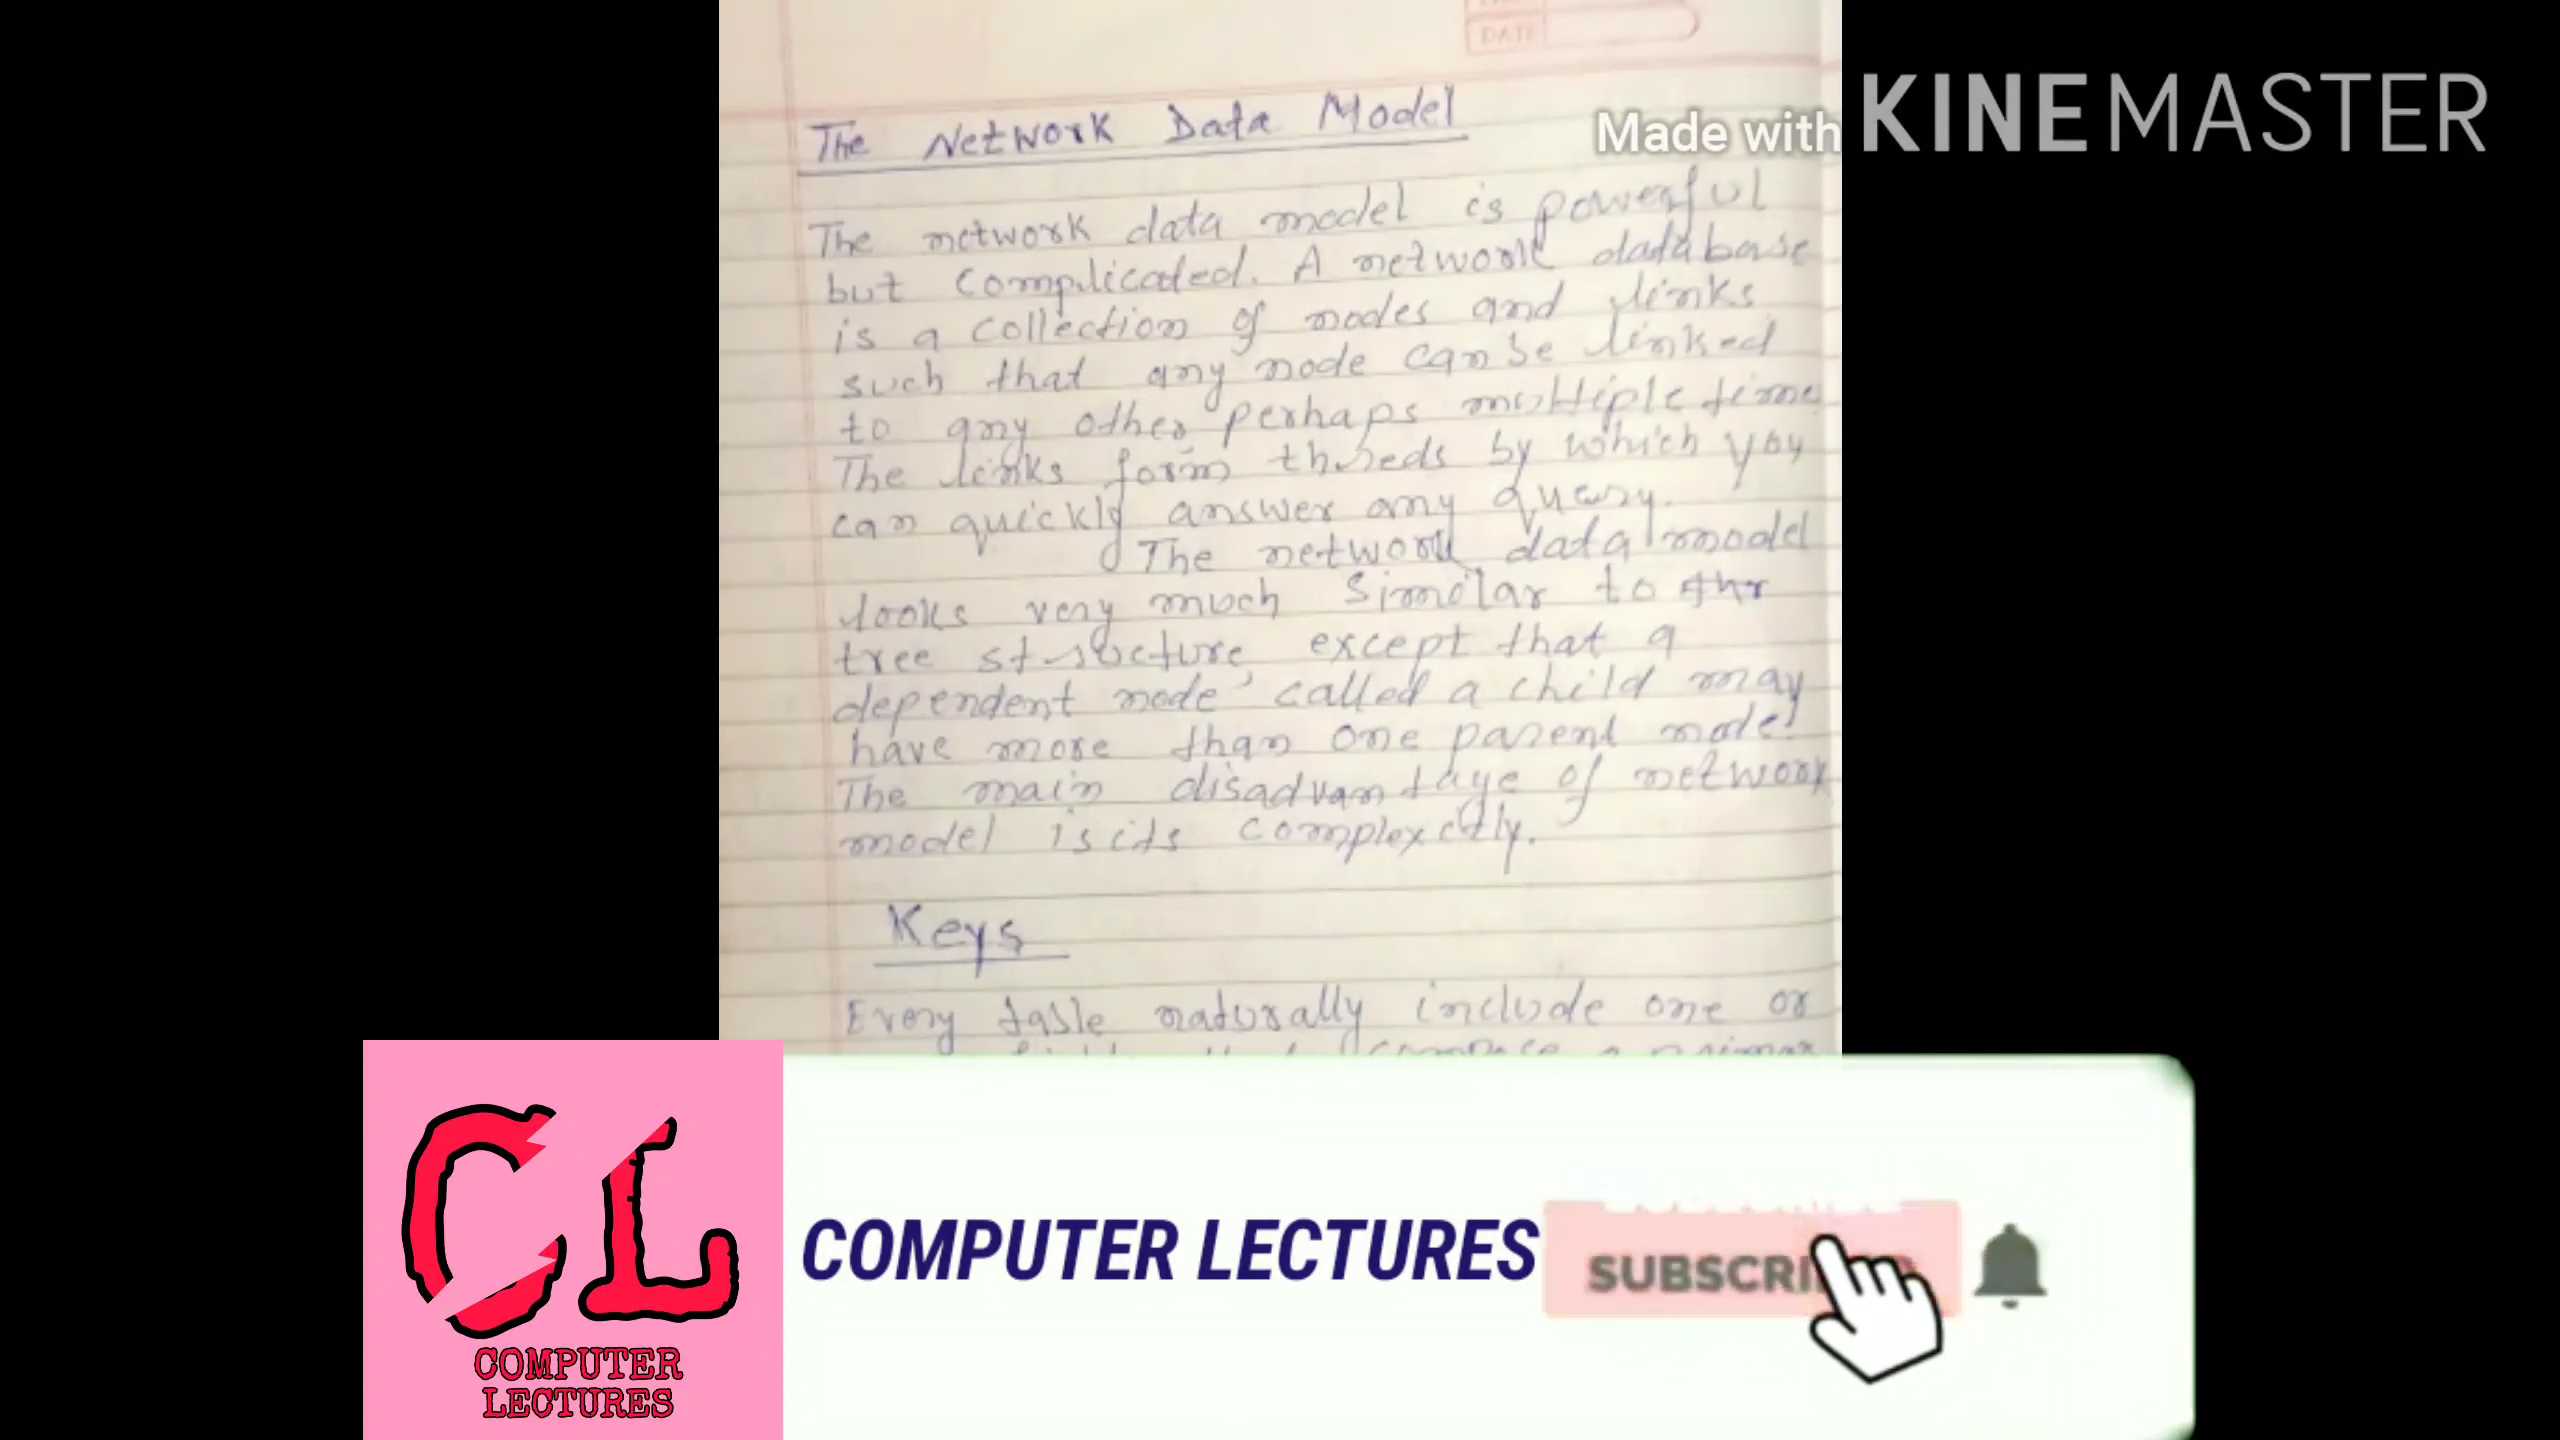 DATE
The Network Data Model
The network data model is powerful
but complicated. A network database
is a collection of nodes and links
such that any node can be linked
to any other perhaps multiple time
The links form threds by which you
can quickly answer any query.
The network data model
looks very much Similar to the
tree structure except that a
dependent node called a child may
have more than one parent node.
The main disadvantage of network
model is its complexcitly.
Keys
Every table naturally include one or
Made with KINEMASTER
CL
COMPUTER
LECTURES
COMPUTER LECTURES